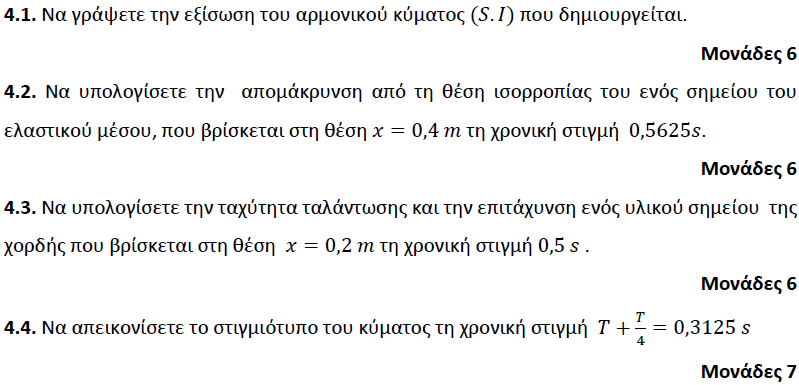 4.1. Να γράψετε την εξίσωση του αρμονικού κύματος (S.I) που δημιουργείται.
Μονάδες 6
4.2. Να υπολογίσετε την απομάκρυνση από τη θέση ισορροπίας του ενός σημείου του
ελαστικού μέσου, που βρίσκεται στη θέση x = 0,4 m τη χρονική στιγμή 0,5625s.
Μονάδες 6
4.3. Να υπολογίσετε την ταχύτητα ταλάντωσης και την επιτάχυνση ενός υλικού σημείου της
χορδής που βρίσκεται στη θέση x = 0,2 m τη χρονική στιγμή 0,5 s .
Μονάδες 6
4.4. Να απεικονίσετε το στιγμιότυπο του κύματος τη χρονική στιγμή T + T/4 = 0,3125 s
Μονάδες 7